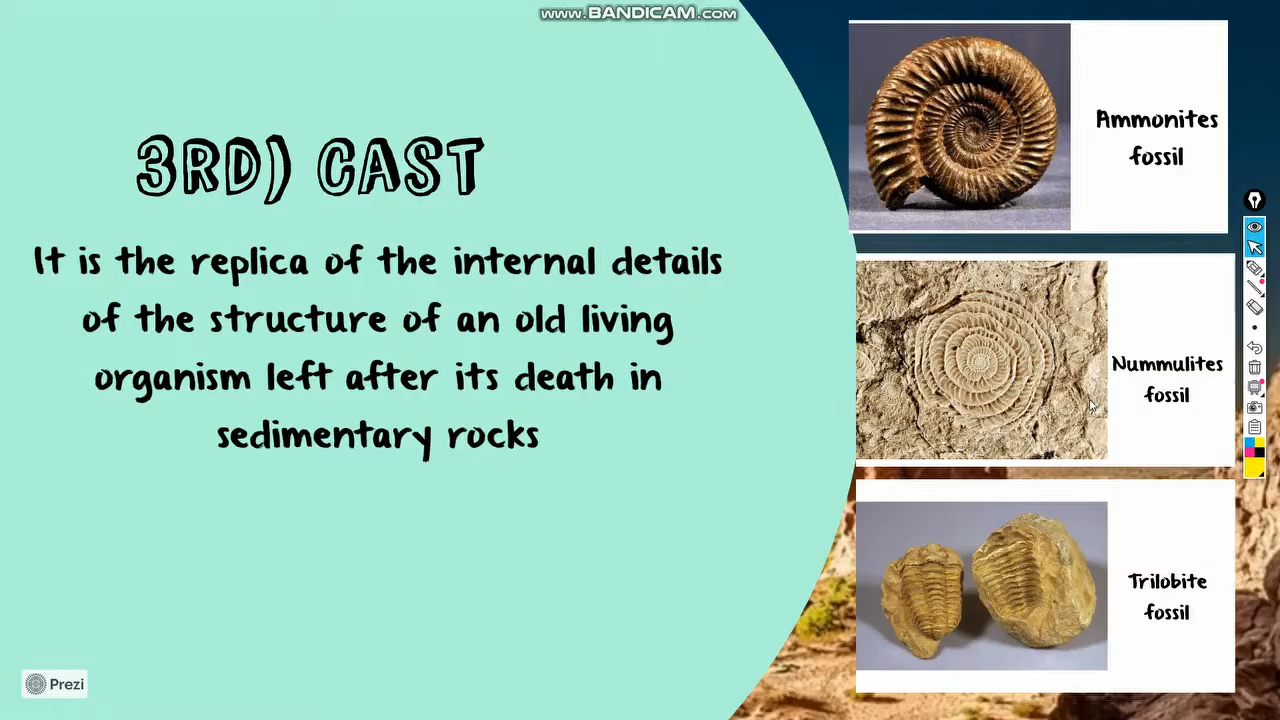 www.BANDICAM.com
3RD) CAST
It is the replica of the internal details
of the structure of an old living
organism left after its death in
sedimentary rocks
Ammonites
fossil
Nummulites
fossil
Trilobite
fossil
Prezi